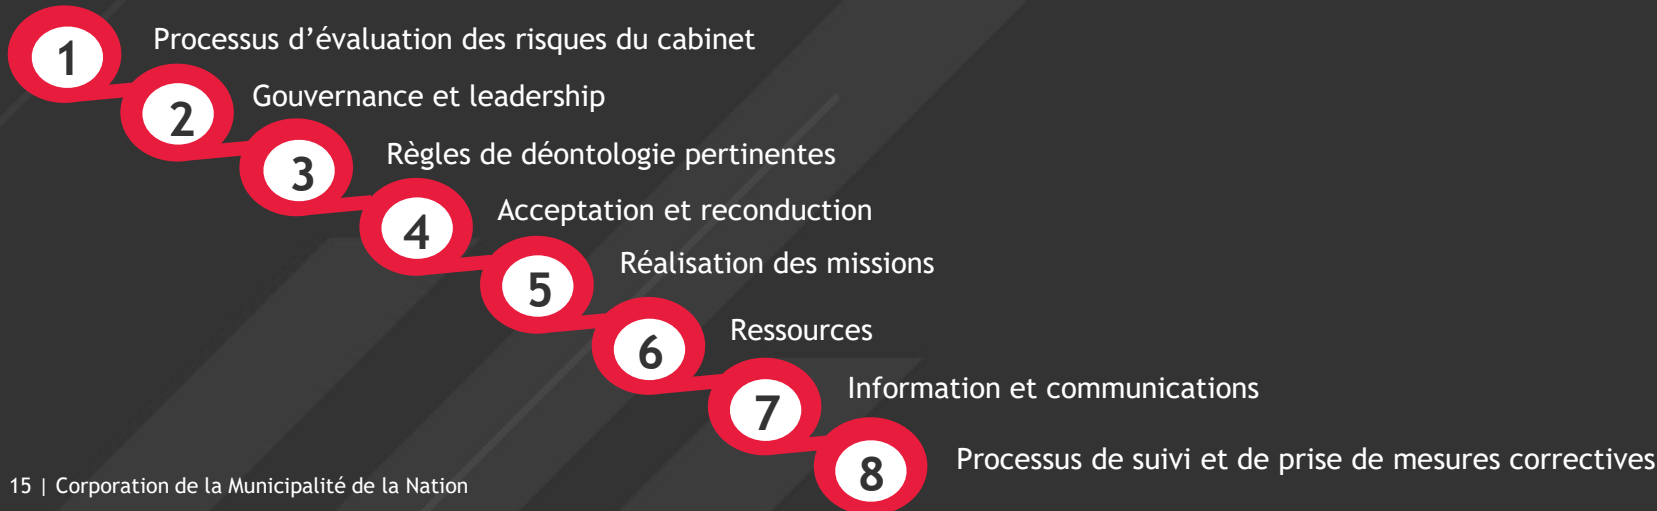 1 Processus d’évaluation des risques du cabinet
2 Gouvernance et leadership
3 Règles de déontologie pertinentes
4 Acceptation et reconduction
5 Réalisation des missions
6 Ressources
7 Information et communications
8 Processus de suivi et de prise de mesures correctives
15 | Corporation de la Municipalité de la Nation